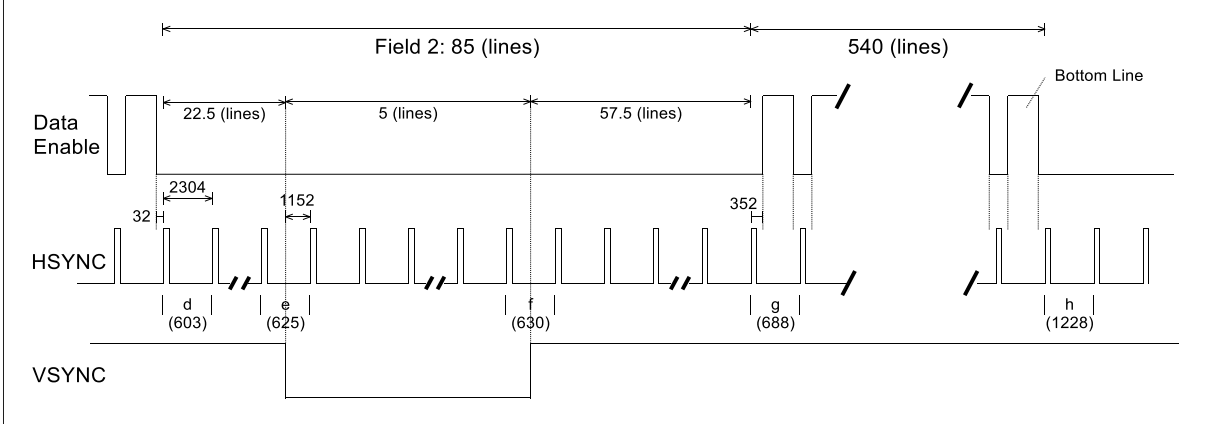 Field 2: 85 (lines)
540 (lines)
Bottom Line
22.5 (lines)
5 (lines)
57.5 (lines)
Data
Enable
2304
1152
32
352
HSYNC
d
e
f
g
h
(603)
(625)
(630)
(688)
(1228)
VSYNC